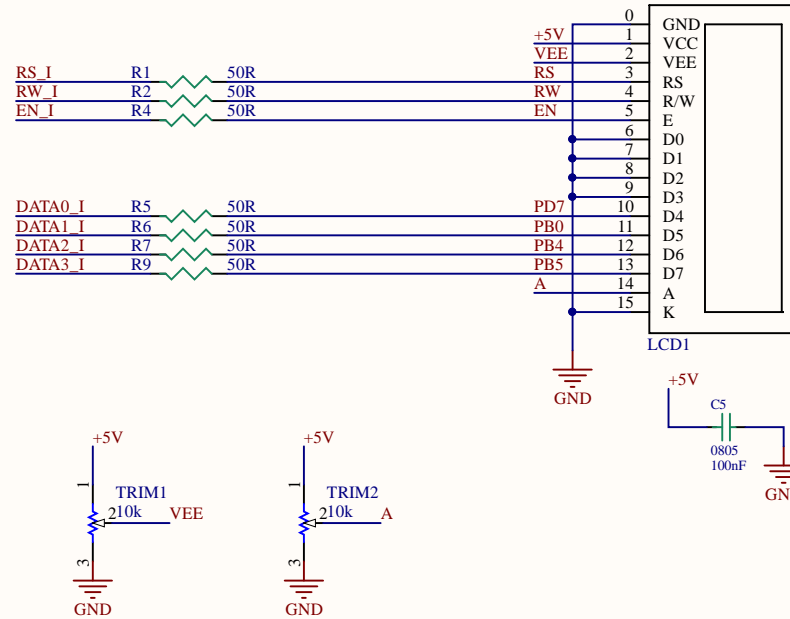 0 GND
+5V 1 VCC
VEE 2 VEE
RS_I R1 50R RS 3 RS
RW_I R2 50R RW 4 R/W
EN_I R4 50R EN 5 E
6 D0
7 D1
8 D2
9 D3
DATA0_I R5 50R PD7 10 D4
DATA1_I R6 50R PB0 11 D5
DATA2_I R7 50R PB4 12 D6
DATA3_I R9 50R PB5 13 D7
A 14 A
15 K
LCD1
GND
+5V
C5
0805
100nF
GN
+5V
1
TRIM1
2 10k VEE
3
GND
+5V
1
TRIM2
2 10k A
3
GND